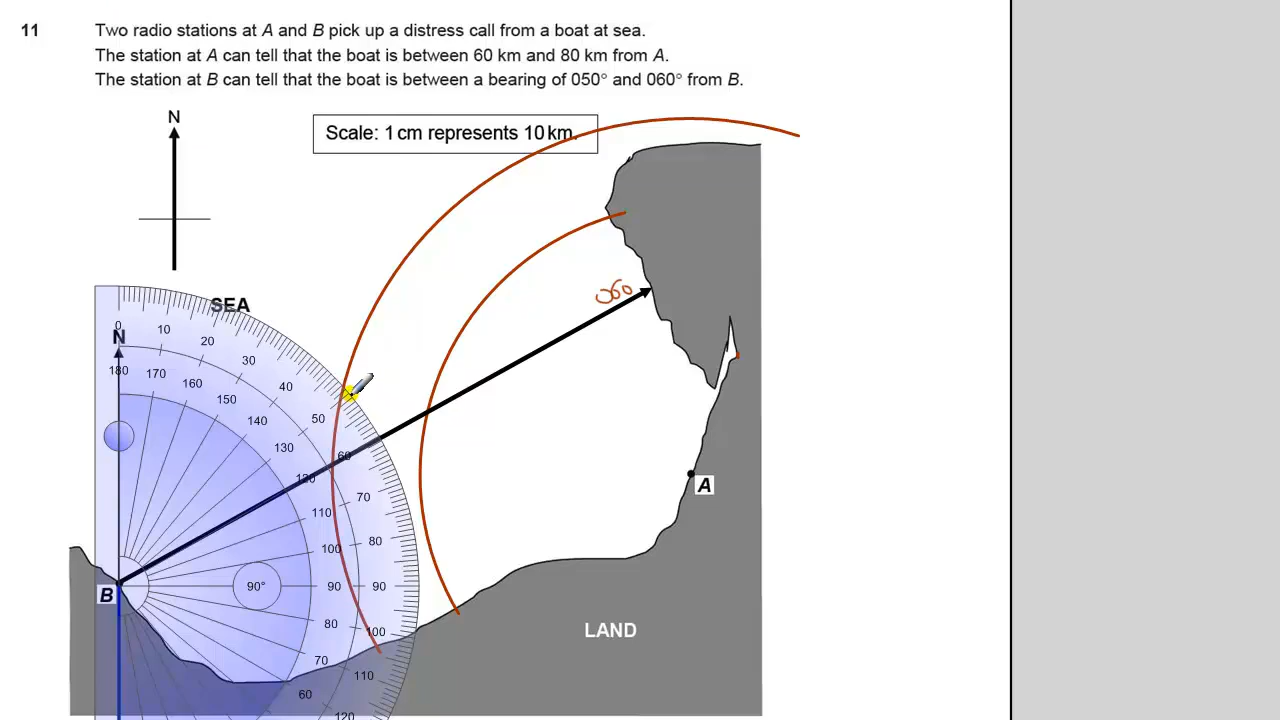 11 Two radio stations at A and B pick up a distress call from a boat at sea.
The station at A can tell that the boat is between 60 km and 80 km from A.
The station at B can tell that the boat is between a bearing of 050° and 060° from B.
N
Scale: 1 cm represents 10 km.
SEA
N
060
0 10 20 30 40 50 60 70 80 90 100 110 120
180 170 160 150 140 130 120 110 100 90 80 70 60
90°
A
B
LAND